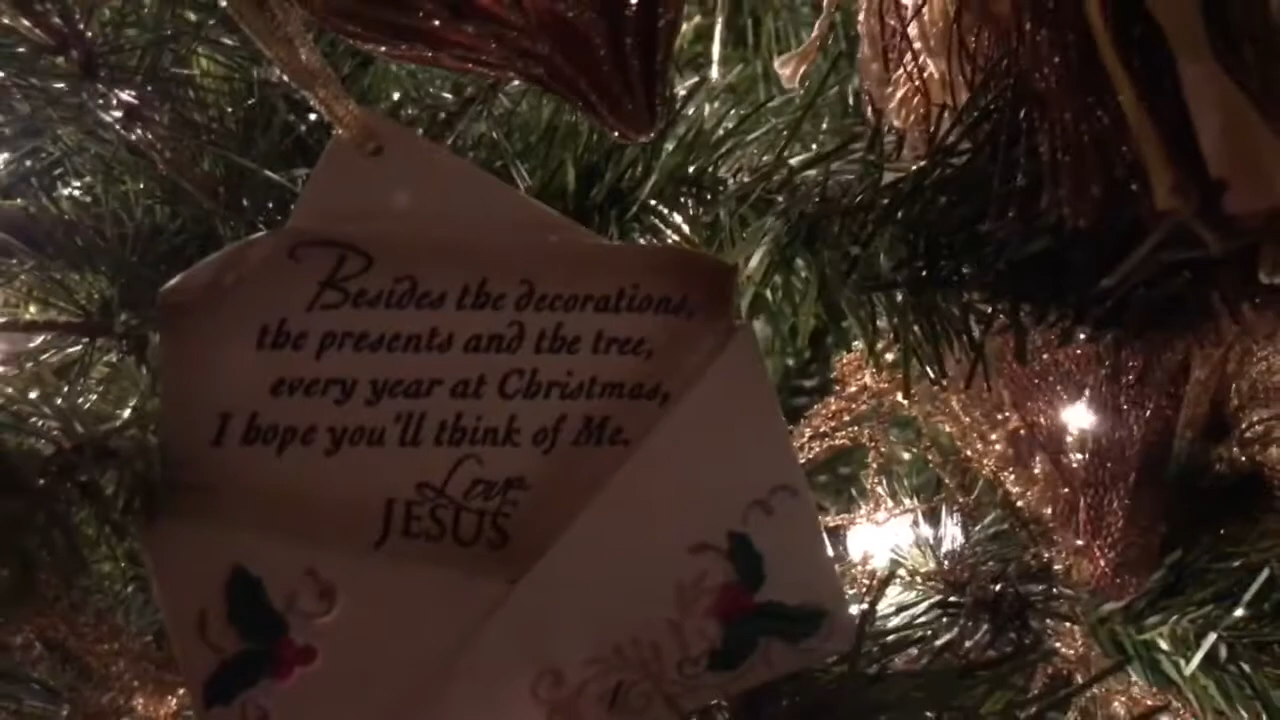 Besides the decorations,
the presents and the tree,
every year at Christmas,
I hope you'll think of Me.
Love
JESUS